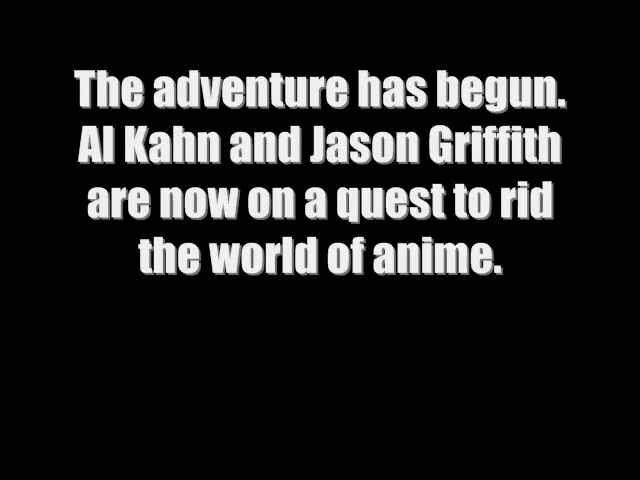 The adventure has begun.
Al Kahn and Jason Griffith
are now on a quest to rid
the world of anime.